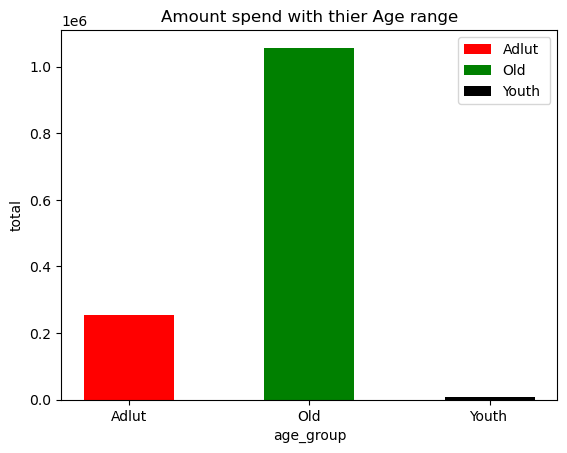 Amount spend with thier Age range
1e6
Adlut
Old
Youth
1.0
0.8
0.6
0.4
0.2
0.0
total
Adlut Old Youth
age_group